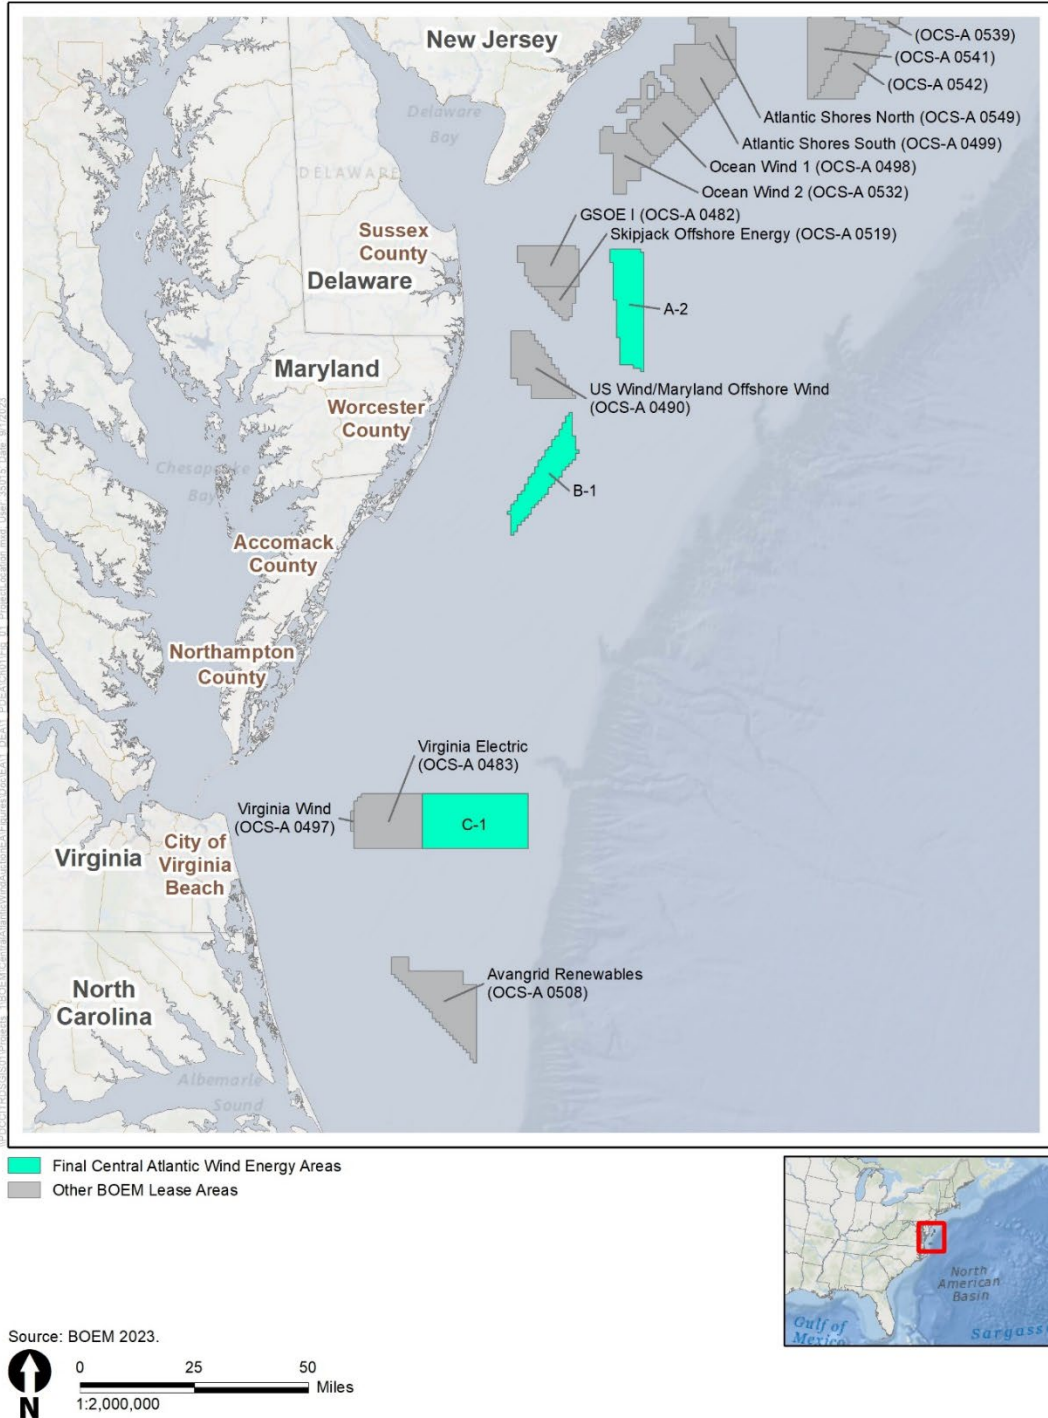 New Jersey
(OCS-A 0539)
(OCS-A 0541)
(OCS-A 0542)
Delaware
Bay
Atlantic Shores North (OCS-A 0549)
Atlantic Shores South (OCS-A 0499)
DELAWARE
Ocean Wind 1 (OCS-A 0498)
Ocean Wind 2 (OCS-A 0532)
GSOE I (OCS-A 0482)
Skipjack Offshore Energy (OCS-A 0519)
Sussex
County
Delaware
A-2
Maryland
US Wind/Maryland Offshore Wind
(OCS-A 0490)
Worcester
County
Chesapeake
Bay
B-1
Accomack
County
Northampton
County
Virginia Electric
(OCS-A 0483)
Virginia Wind
(OCS-A 0497)
C-1
Virginia
City of
Virginia
Beach
Avangrid Renewables
(OCS-A 0508)
North
Carolina
Albemarle
Sound
Final Central Atlantic Wind Energy Areas
Other BOEM Lease Areas
North
American
Basin
Gulf of
Mexico
Sargass
Source: BOEM 2023.
N
0 25 50
Miles
1:2,000,000